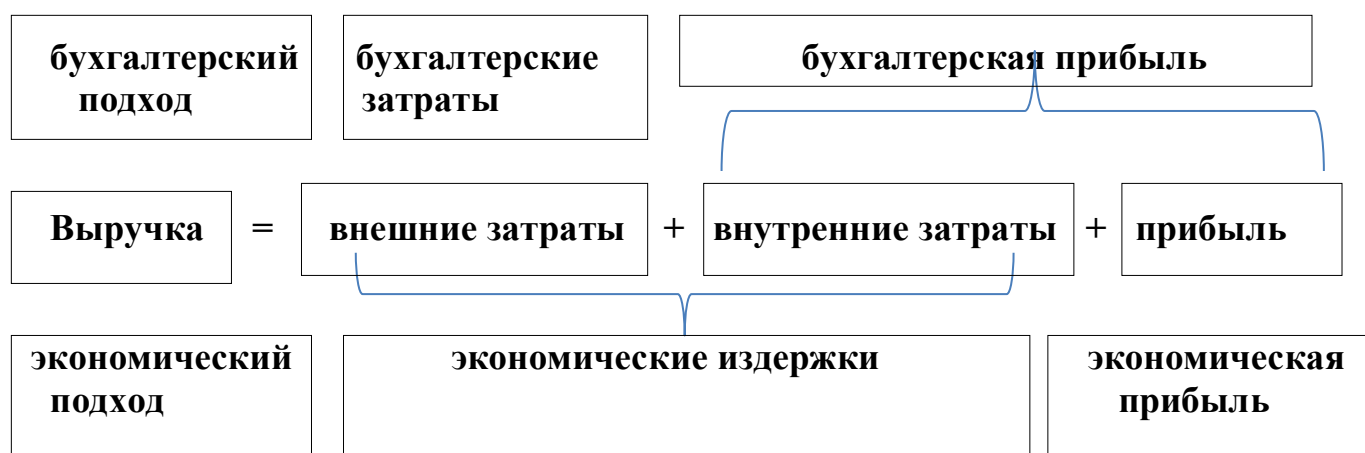 бухгалтерский подход
бухгалтерские затраты
бухгалтерская прибыль
Выручка = внешние затраты + внутренние затраты + прибыль
экономический подход
экономические издержки
экономическая прибыль